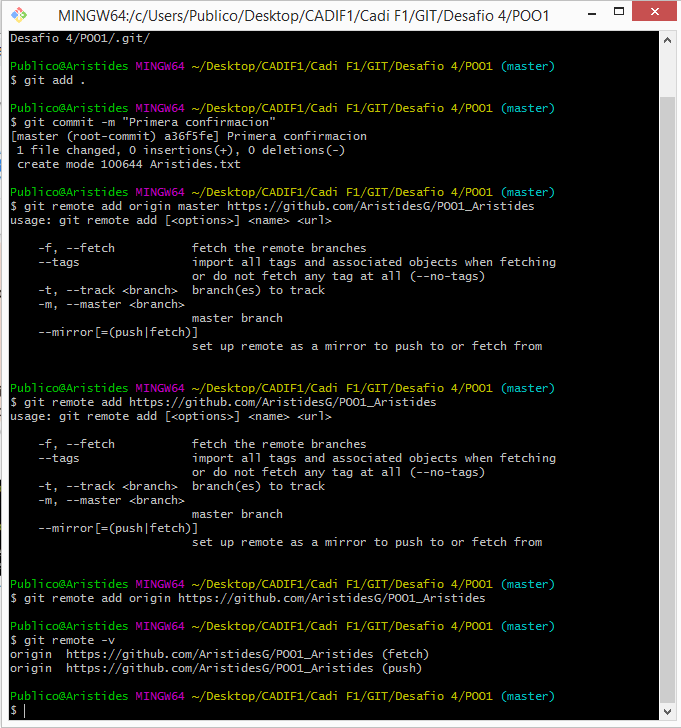 MINGW64:/c/Users/Publico/Desktop/CADIF1/Cadi F1/GIT/Desafio 4/POO1
Desafio 4/POO1/.git/
Publico@Aristides MINGW64 ~/Desktop/CADIF1/Cadi F1/GIT/Desafio 4/POO1 (master)
$ git add .
Publico@Aristides MINGW64 ~/Desktop/CADIF1/Cadi F1/GIT/Desafio 4/POO1 (master)
$ git commit -m "Primera confirmacion"
[master (root-commit) a36f5fe] Primera confirmacion
 1 file changed, 0 insertions(+), 0 deletions(-)
 create mode 100644 Aristides.txt
Publico@Aristides MINGW64 ~/Desktop/CADIF1/Cadi F1/GIT/Desafio 4/POO1 (master)
$ git remote add origin master https://github.com/AristidesG/POO1_Aristides
usage: git remote add [<options>] <name> <url>
    -f, --fetch           fetch the remote branches
    --tags                import all tags and associated objects when fetching
                          or do not fetch any tag at all (--no-tags)
    -t, --track <branch>  branch(es) to track
    -m, --master <branch>
                          master branch
    --mirror[=(push|fetch)]
                          set up remote as a mirror to push to or fetch from
Publico@Aristides MINGW64 ~/Desktop/CADIF1/Cadi F1/GIT/Desafio 4/POO1 (master)
$ git remote add https://github.com/AristidesG/POO1_Aristides
usage: git remote add [<options>] <name> <url>
    -f, --fetch           fetch the remote branches
    --tags                import all tags and associated objects when fetching
                          or do not fetch any tag at all (--no-tags)
    -t, --track <branch>  branch(es) to track
    -m, --master <branch>
                          master branch
    --mirror[=(push|fetch)]
                          set up remote as a mirror to push to or fetch from
Publico@Aristides MINGW64 ~/Desktop/CADIF1/Cadi F1/GIT/Desafio 4/POO1 (master)
$ git remote add origin https://github.com/AristidesG/POO1_Aristides
Publico@Aristides MINGW64 ~/Desktop/CADIF1/Cadi F1/GIT/Desafio 4/POO1 (master)
$ git remote -v
origin  https://github.com/AristidesG/POO1_Aristides (fetch)
origin  https://github.com/AristidesG/POO1_Aristides (push)
Publico@Aristides MINGW64 ~/Desktop/CADIF1/Cadi F1/GIT/Desafio 4/POO1 (master)
$